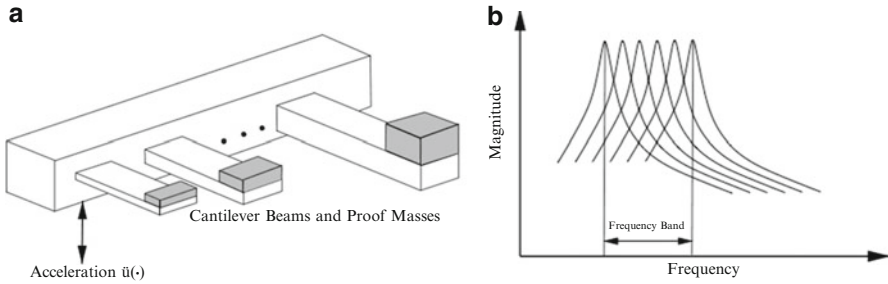 a
Cantilever Beams and Proof Masses
Acceleration ü(·)
b
Magnitude
Frequency Band
Frequency